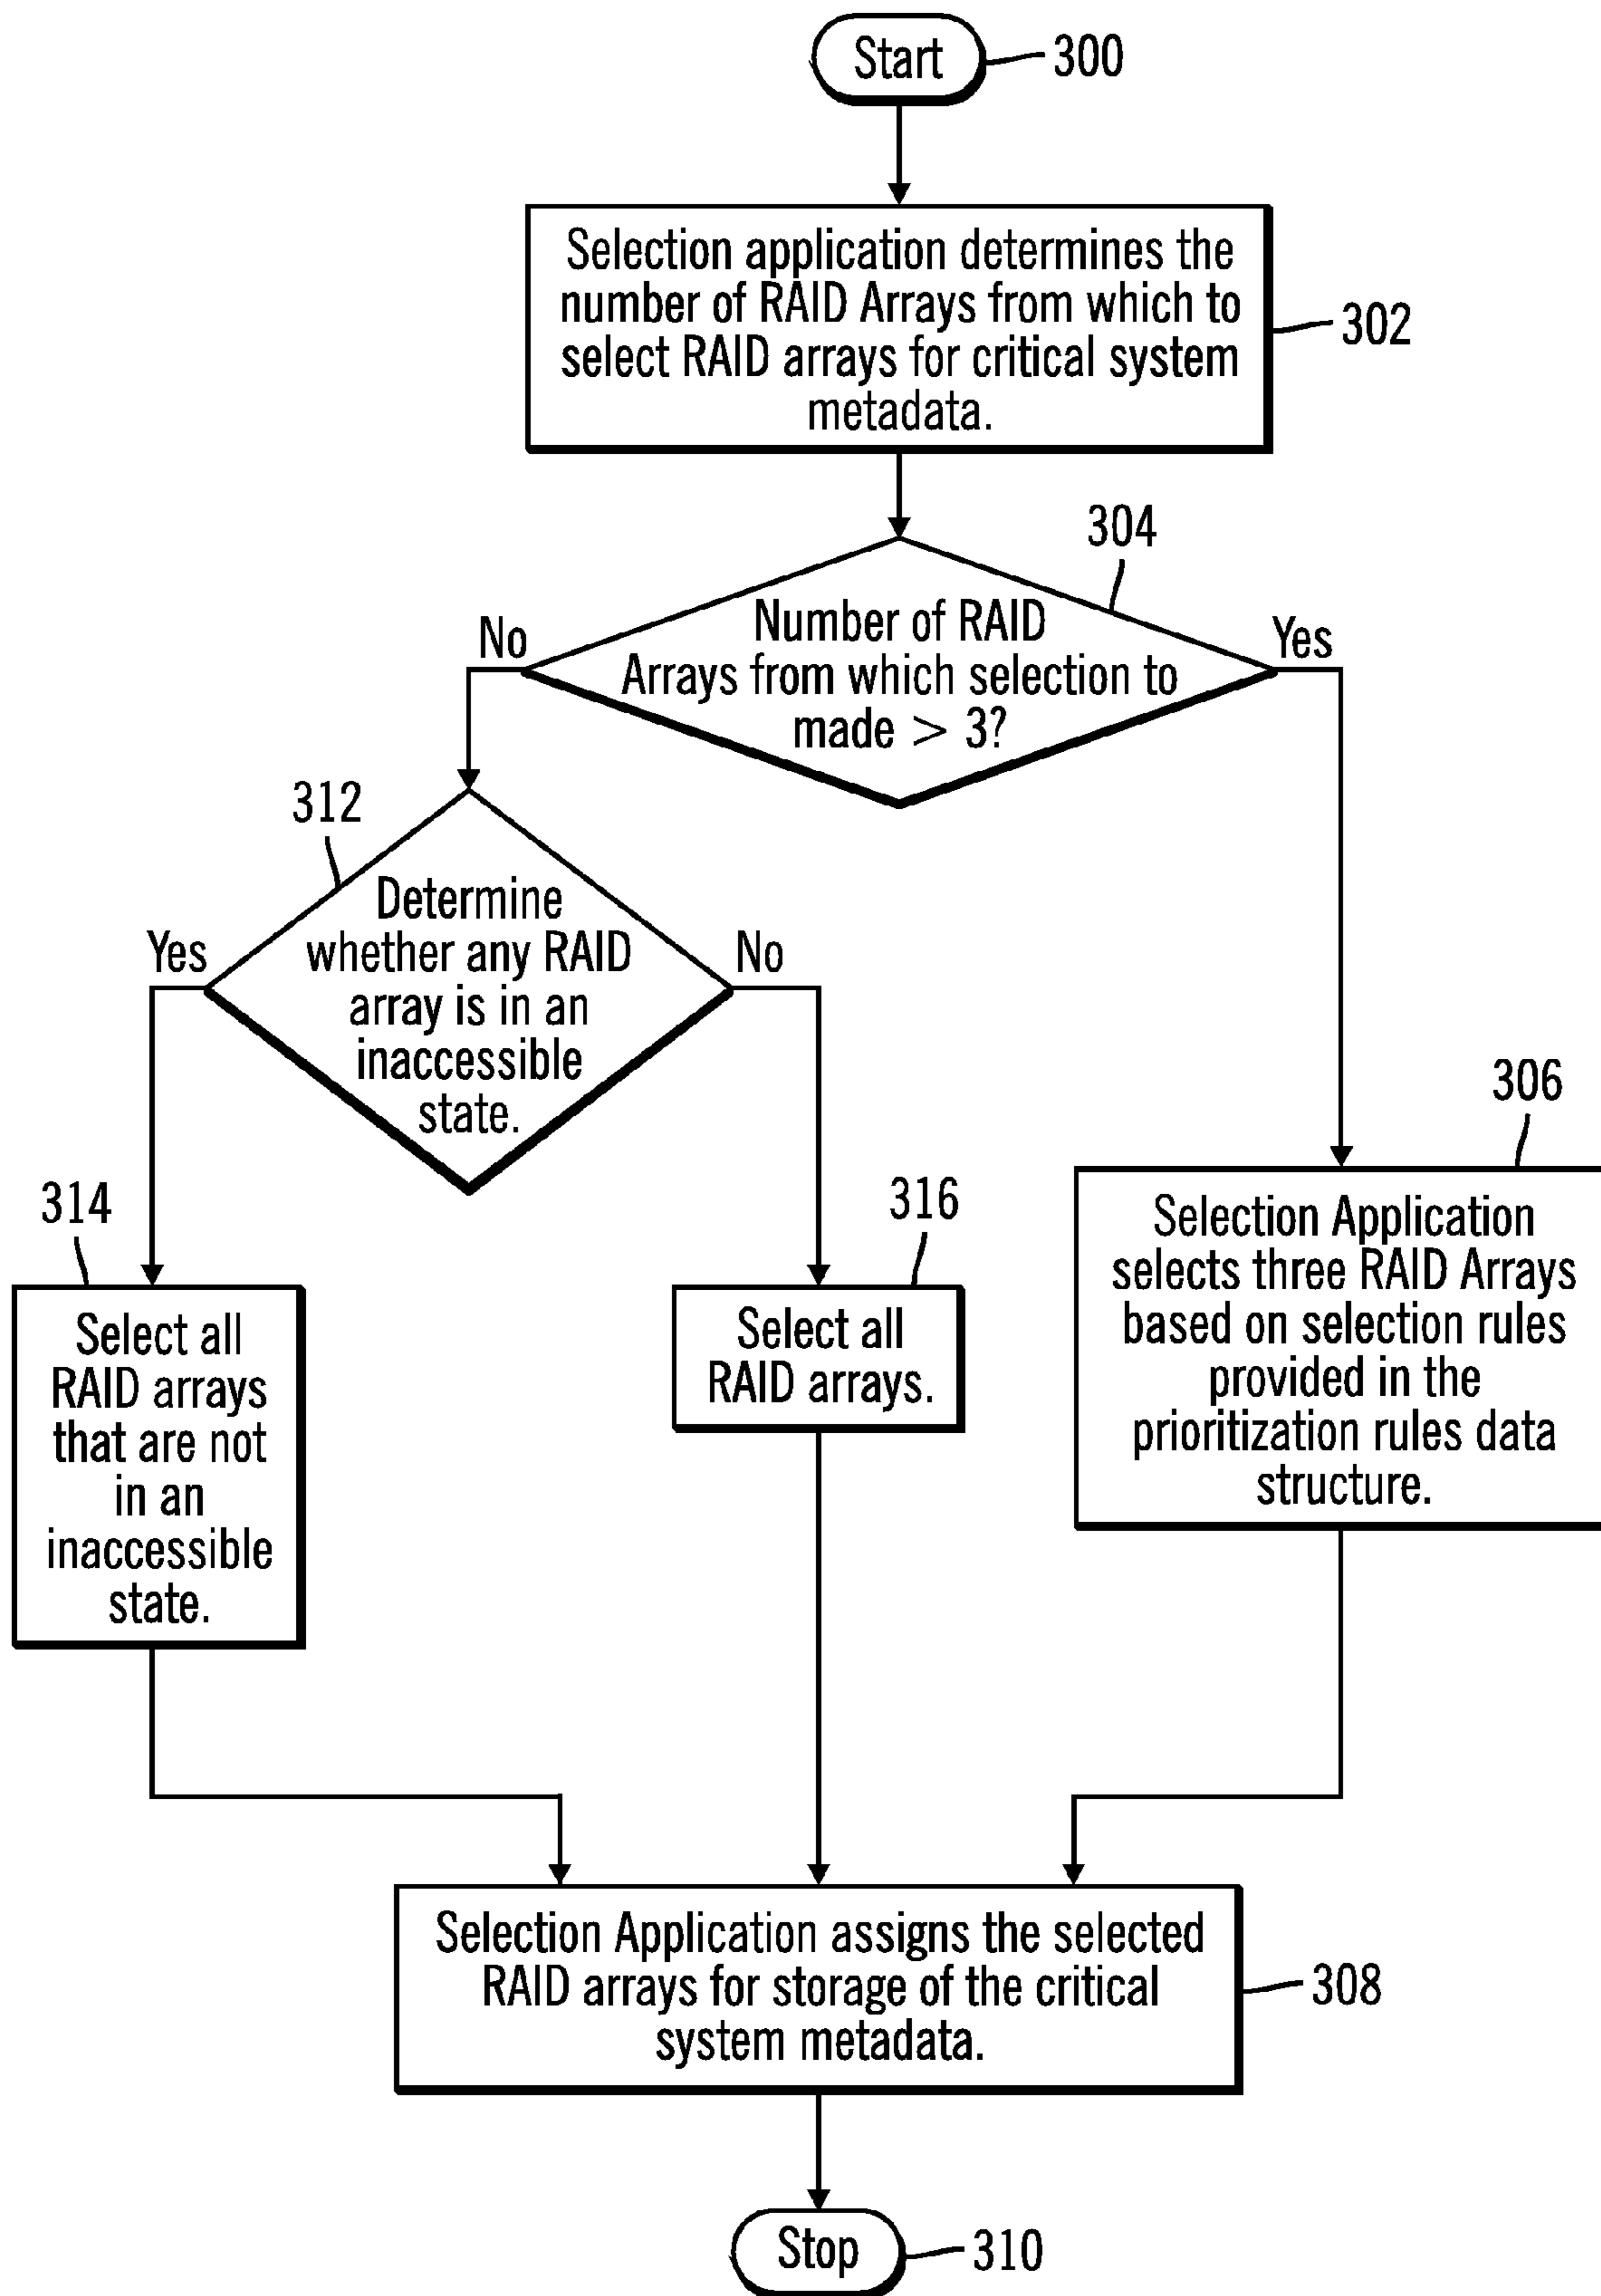 Start
300
Selection application determines the
number of RAID Arrays from which to
select RAID arrays for critical system
metadata.
302
304
Number of RAID
Arrays from which selection to
made > 3?
No
Yes
312
Determine
whether any RAID
array is in an
inaccessible
state.
Yes
No
306
Selection Application
selects three RAID Arrays
based on selection rules
provided in the
prioritization rules data
structure.
314
Select all
RAID arrays
that are not
in an
inaccessible
state.
316
Select all
RAID arrays.
Selection Application assigns the selected
RAID arrays for storage of the critical
system metadata.
308
Stop
310